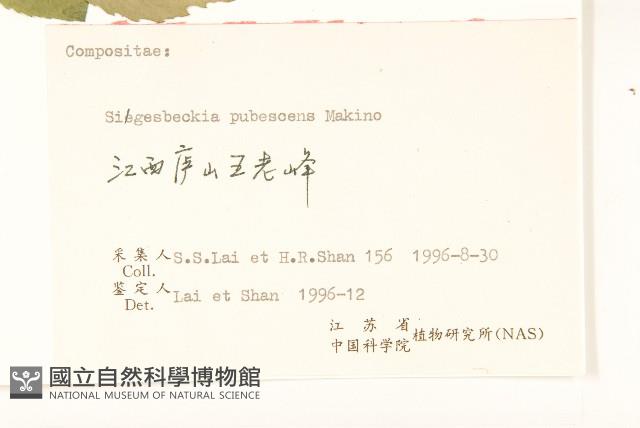 Compositae:
Siegesbeckia pubescens Makino
江西庐山五老峰
采集人 S.S.Lai et H.R.Shan 156 1996-8-30
Coll.
鉴定人 Lai et Shan 1996-12
Det.
江苏省
中国科学院 植物研究所(NAS)
國立自然科學博物館
NATIONAL MUSEUM OF NATURAL SCIENCE